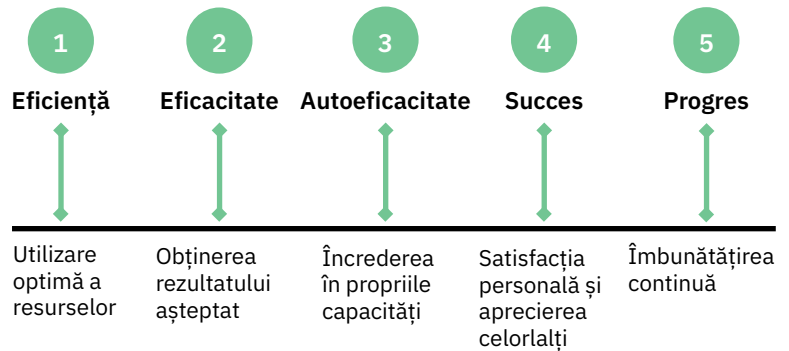 1 2 3 4 5
Eficiență Eficacitate Autoeficacitate Succes Progres
Utilizare
optimă a
resurselor
Obținerea
rezultatului
așteptat
Încrederea
în propriile
capacități
Satisfacția
personală și
aprecierea
celorlalți
Îmbunătățirea
continuă